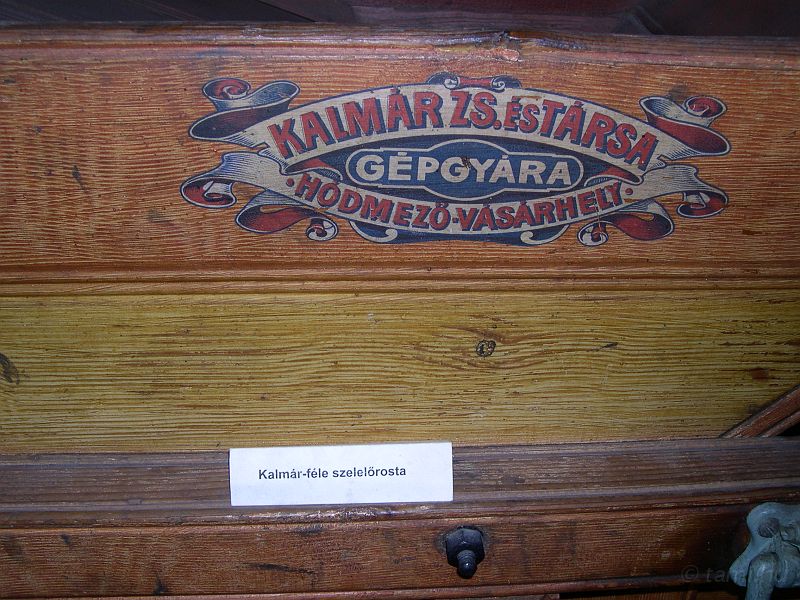 KALMÁR ZS. ÉS TÁRSA
GÉPGYÁRA
· HÓDMEZŐ-VÁSÁRHELY ·
Kalmár-féle szelelőrosta